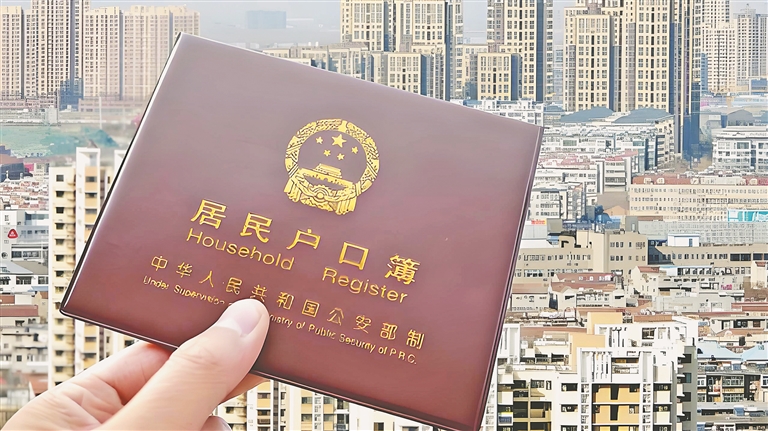 居民户口簿
Household Register
中华人民共和国公安部制
Under Supervision istry of Public Security of P.R.C.